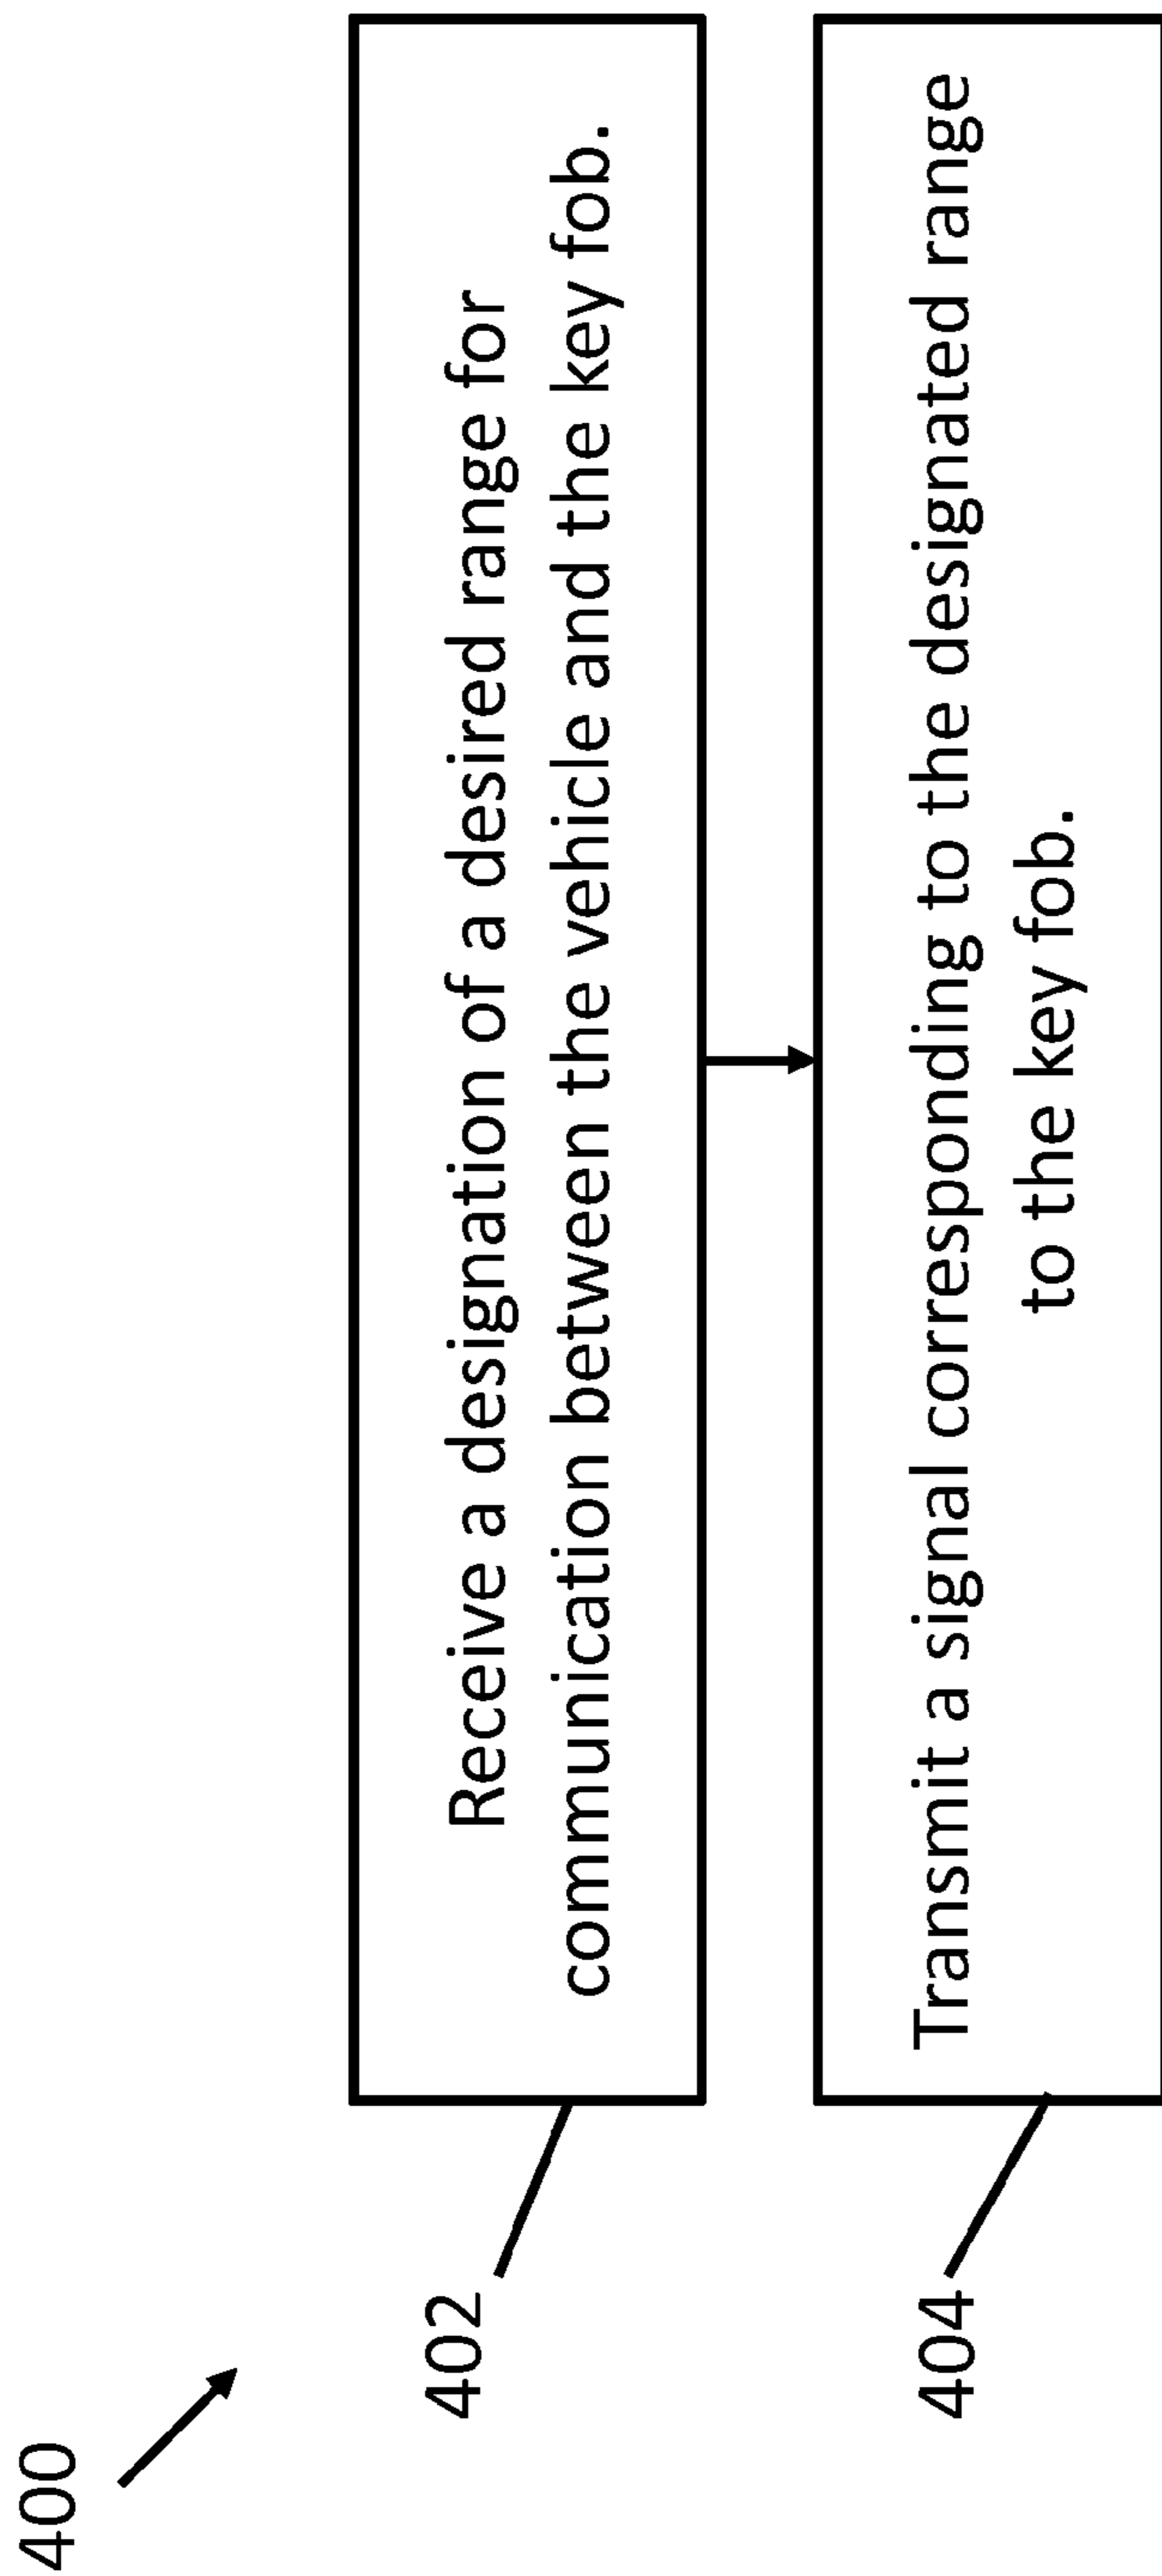 400
402
Receive a designation of a desired range for
communication between the vehicle and the key fob.
404
Transmit a signal corresponding to the designated range
to the key fob.